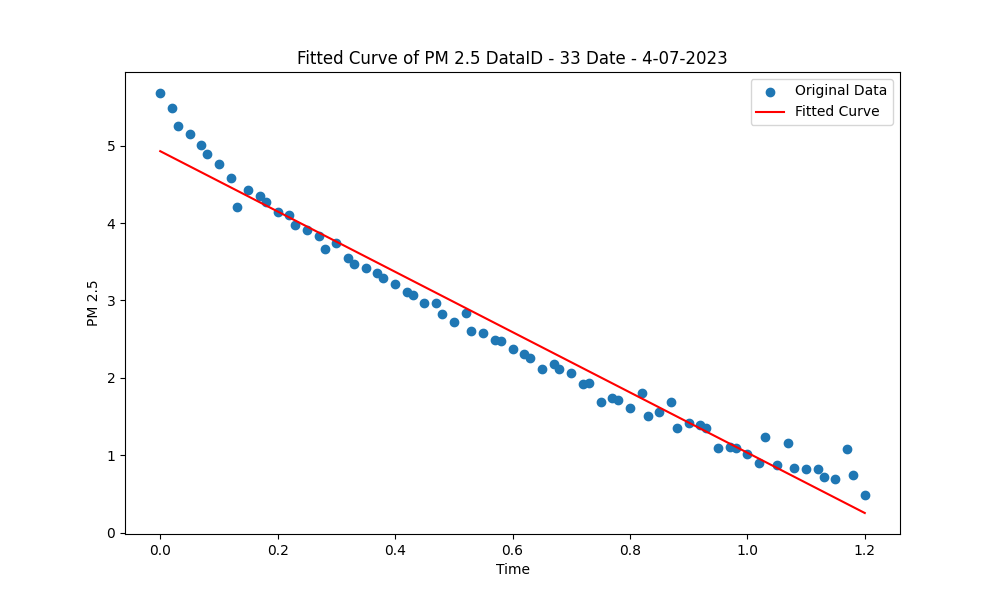 Fitted Curve of PM 2.5 DataID - 33 Date - 4-07-2023
Original Data
Fitted Curve
PM 2.5
5
4
3
2
1
0
0.0 0.2 0.4 0.6 0.8 1.0 1.2
Time